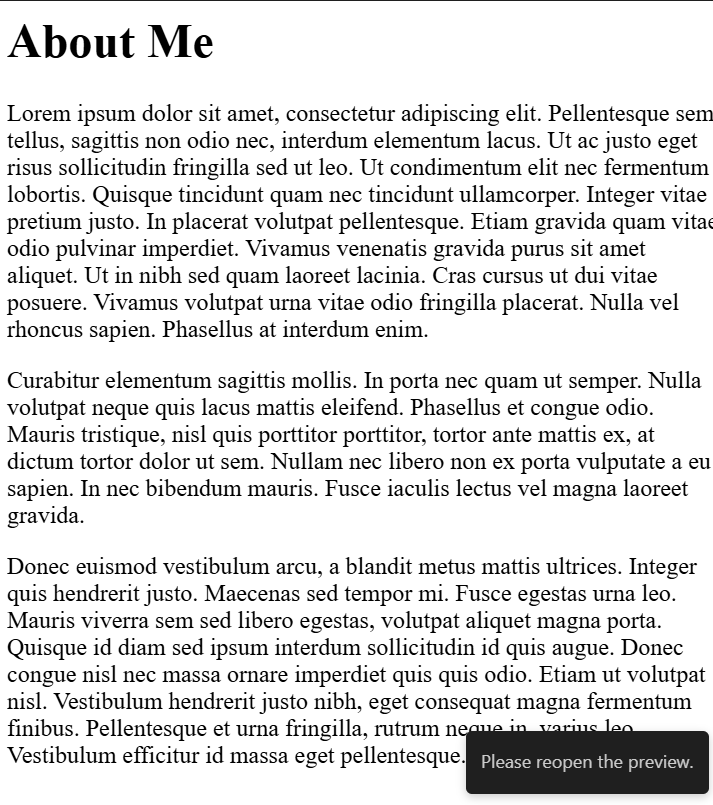 About Me
Lorem ipsum dolor sit amet, consectetur adipiscing elit. Pellentesque sem
tellus, sagittis non odio nec, interdum elementum lacus. Ut ac justo eget
risus sollicitudin fringilla sed ut leo. Ut condimentum elit nec fermentum
lobortis. Quisque tincidunt quam nec tincidunt ullamcorper. Integer vitae
pretium justo. In placerat volutpat pellentesque. Etiam gravida quam vitae
odio pulvinar imperdiet. Vivamus venenatis gravida purus sit amet
aliquet. Ut in nibh sed quam laoreet lacinia. Cras cursus ut dui vitae
posuere. Vivamus volutpat urna vitae odio fringilla placerat. Nulla vel
rhoncus sapien. Phasellus at interdum enim.
Curabitur elementum sagittis mollis. In porta nec quam ut semper. Nulla
volutpat neque quis lacus mattis eleifend. Phasellus et congue odio.
Mauris tristique, nisl quis porttitor porttitor, tortor ante mattis ex, at
dictum tortor dolor ut sem. Nullam nec libero non ex porta vulputate a eu
sapien. In nec bibendum mauris. Fusce iaculis lectus vel magna laoreet
gravida.
Donec euismod vestibulum arcu, a blandit metus mattis ultrices. Integer
quis hendrerit justo. Maecenas sed tempor mi. Fusce egestas urna leo.
Mauris viverra sem sed libero egestas, volutpat aliquet magna porta.
Quisque id diam sed ipsum interdum sollicitudin id quis augue. Donec
congue nisl nec massa ornare imperdiet quis quis odio. Etiam ut volutpat
nisl. Vestibulum hendrerit justo nibh, eget consequat magna fermentum
finibus. Pellentesque et urna fringilla, rutrum neque in, varius leo.
Vestibulum efficitur id massa eget pellentesque.
Please reopen the preview.